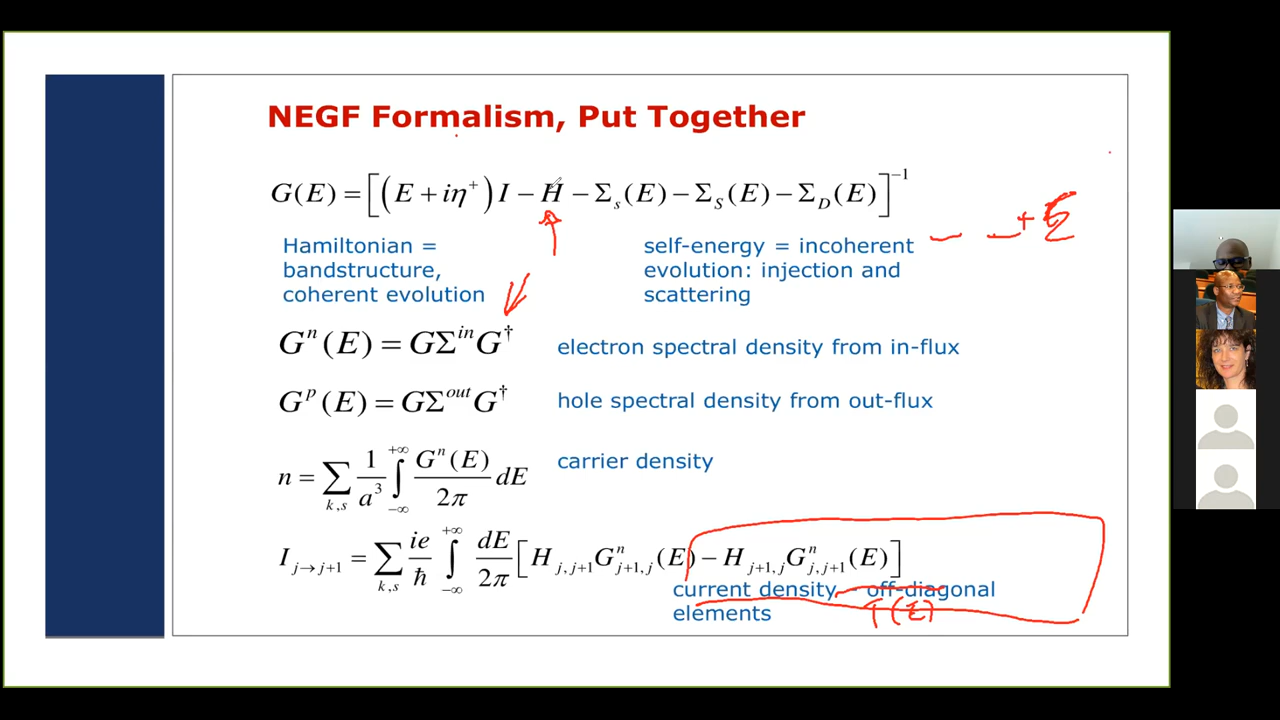 NEGF Formalism, Put Together
G(E) = [(E + iη⁺)I − H − Σ_s(E) − Σ_S(E) − Σ_D(E)]⁻¹
Hamiltonian =
bandstructure,
coherent evolution
self-energy = incoherent
evolution: injection and
scattering
Gⁿ(E) = GΣ^{in}G^†
electron spectral density from in-flux
G^p(E) = GΣ^{out}G^†
hole spectral density from out-flux
n = Σ_{k,s} 1/a³ ∫_{−∞}^{+∞} Gⁿ(E)/2π dE
carrier density
I_{j→j+1} = Σ_{k,s} ie/ℏ ∫_{−∞}^{+∞} dE/2π [H_{j,j+1}Gⁿ_{j+1,j}(E) − H_{j+1,j}Gⁿ_{j,j+1}(E)]
current density – off-diagonal
elements
T(E)